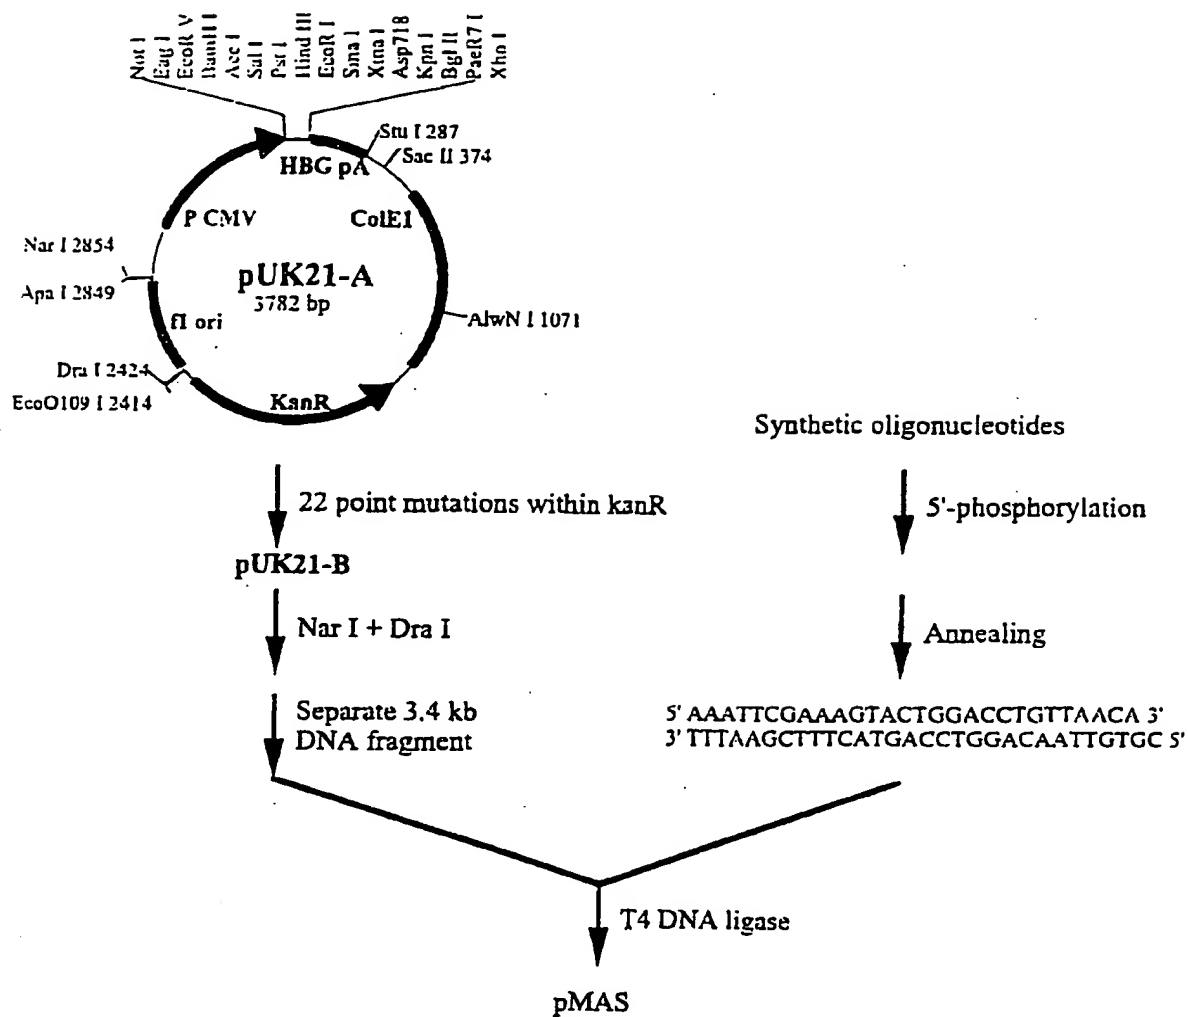 Not I
Eag I
EcoR V
BamH I
Acc I
Sal I
Pst I
Hind III
EcoR I
Sma I
Xma I
Asp718
Kpn I
Bgl II
PaeR7 I
Xho I
Stu I 287
HBG pA
Sac II 374
P CMV
ColE1
Nar I 2854
pUK21-A
Apa I 2849
3782 bp
f1 ori
AlwN I 1071
Dra I 2424
EcoO109 I 2414
KanR
Synthetic oligonucleotides
22 point mutations within kanR
5'-phosphorylation
pUK21-B
Nar I + Dra I
Annealing
Separate 3.4 kb
DNA fragment
5' AAATTCGAAAGTACTGGACCTGTTAACA 3'
3' TTTAAGCTTTCATGACCTGGACAATTGTGC 5'
T4 DNA ligase
pMAS